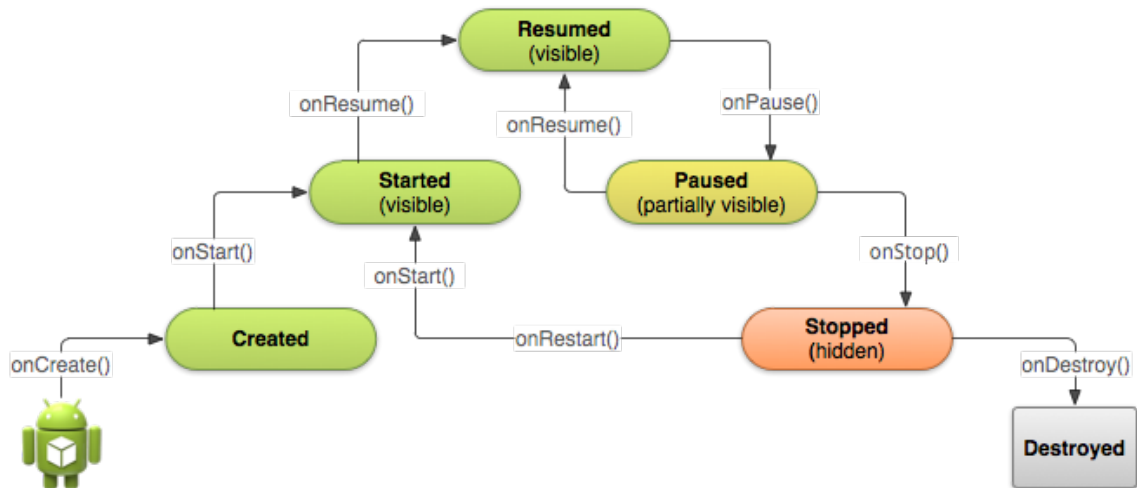 Resumed
(visible)
onResume()
onPause()
onResume()
Started
(visible)
Paused
(partially visible)
onStart()
onStart()
onStop()
Created
onRestart()
Stopped
(hidden)
onCreate()
onDestroy()
Destroyed